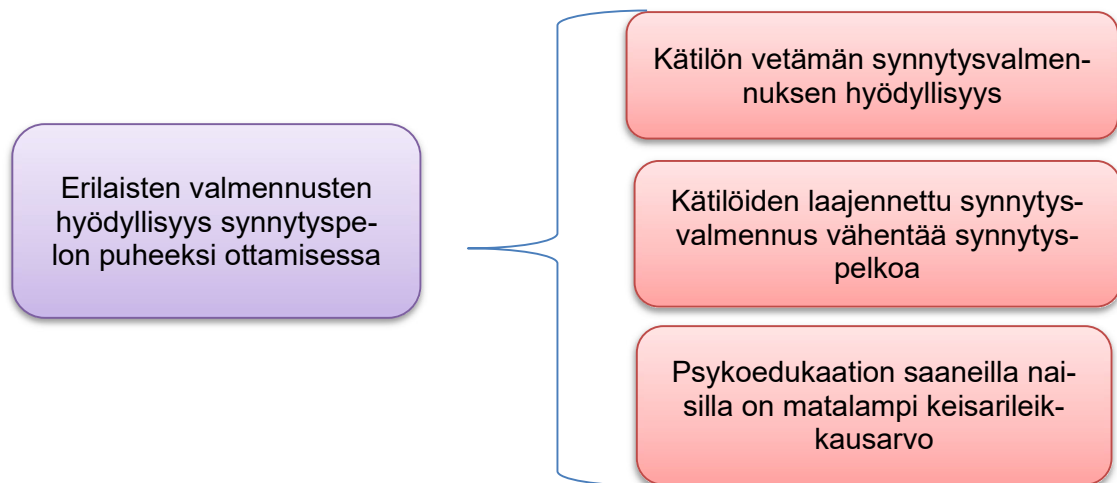 Erilaisten valmennusten
hyödyllisyys synnytyspe-
lon puheeksi ottamisessa
Kätilön vetämän synnytysvalmen-
nuksen hyödyllisyys
Kätilöiden laajennettu synnytys-
valmennus vähentää synnytys-
pelkoa
Psykoedukaation saaneilla nai-
silla on matalampi keisarileik-
kausarvo